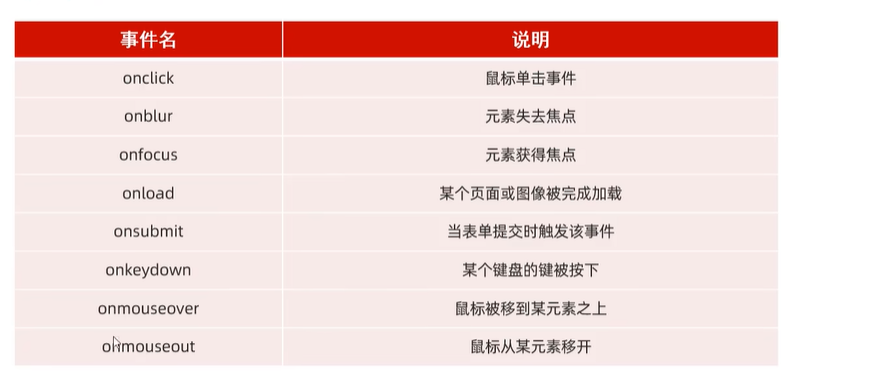 事件名 说明
onclick 鼠标单击事件
onblur 元素失去焦点
onfocus 元素获得焦点
onload 某个页面或图像被完成加载
onsubmit 当表单提交时触发该事件
onkeydown 某个键盘的键被按下
onmouseover 鼠标被移到某元素之上
onmouseout 鼠标从某元素移开